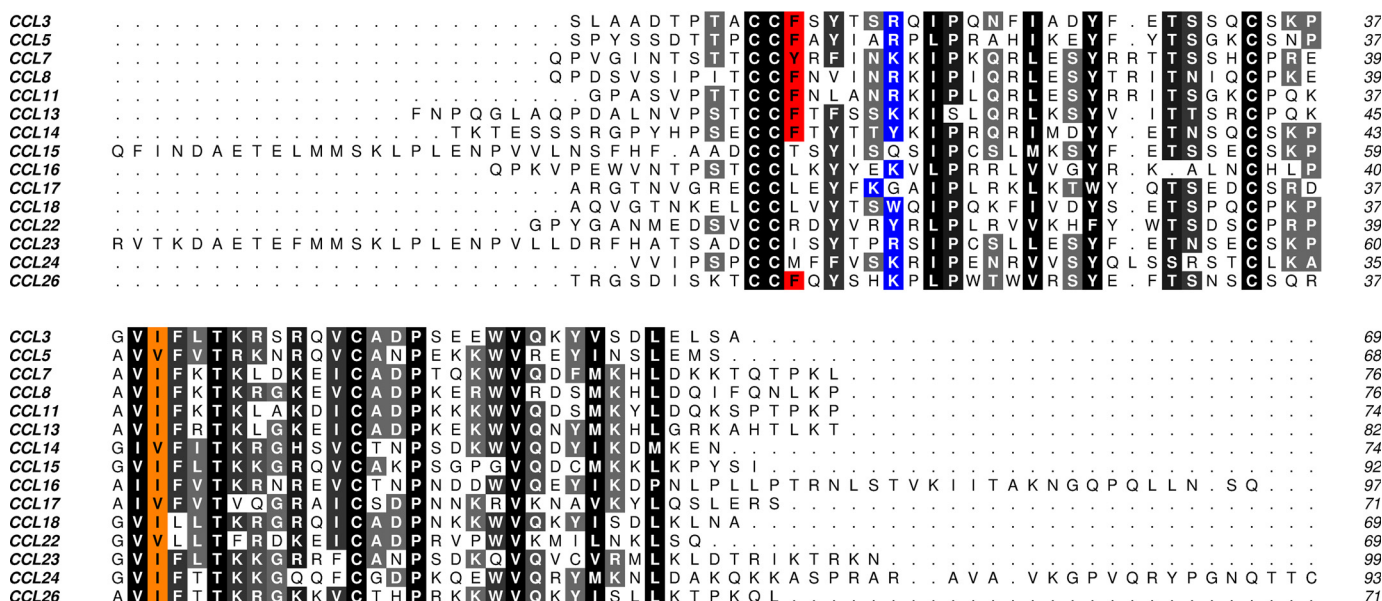 CCL3 . . . . . . . . . . . . . . . . . . . . . . . S L A A D T P T A C C F S Y T S R Q I P Q N F I A D Y F . E T S S Q C S K P 37
CCL5 . . . . . . . . . . . . . . . . . . . . . . . S P Y S S D T T P C C F A Y I A R P L P R A H I K E Y F . Y T S G K C S N P 37
CCL7 . . . . . . . . . . . . . . . . . . . . . . Q P V G I N T S T T C C Y R F I N K K I P K Q R L E S Y R R T T S S H C P R E 39
CCL8 . . . . . . . . . . . . . . . . . . . . . . Q P D S V S I P I T C C F N V I N R K I P I Q R L E S Y T R I T N I Q C P K E 39
CCL11 . . . . . . . . . . . . . . . . . . . . . . . . G P A S V P T T C C F N L A N R K I P L Q R L E S Y R R I T S G K C P Q K 37
CCL13 . . . . . . . . . . . . . . . F N P Q G L A Q P D A L N V P S T C C F T F S S K K I S L Q R L K S Y V . I T T S R C P Q K 45
CCL14 . . . . . . . . . . . . . . . . . T K T E S S S R G P Y H P S E C C F T Y T T Y K I P R Q R I M D Y Y . E T N S Q C S K P 43
CCL15 Q F I N D A E T E L M M S K L P L E N P V V L N S F H F . A A D C C T S Y I S Q S I P C S L M K S Y F . E T S S E C S K P 59
CCL16 . . . . . . . . . . . . . . . . . . . Q P K V P E W V N T P S T C C L K Y Y E K V L P R R L V V G Y R . K . A L N C H L P 40
CCL17 . . . . . . . . . . . . . . . . . . . . . . . A R G T N V G R E C C L E Y F K G A I P L R K L K T W Y . Q T S E D C S R D 37
CCL18 . . . . . . . . . . . . . . . . . . . . . . . A Q V G T N K E L C C L V Y T S W Q I P Q K F I V D Y S . E T S P Q C P K P 37
CCL22 . . . . . . . . . . . . . . . . . . . . . G P Y G A N M E D S V C C R D Y V R Y R L P L R V V K H F Y . W T S D S C P R P 39
CCL23 R V T K D A E T E F M M S K L P L E N P V L L D R F H A T S A D C C I S Y T P R S I P C S L L E S Y F . E T N S E C S K P 60
CCL24 . . . . . . . . . . . . . . . . . . . . . . . . . . V V I P S P C C M F F V S K R I P E N R V V S Y Q L S S R S T C L K A 35
CCL26 . . . . . . . . . . . . . . . . . . . . . . . T R G S D I S K T C C F Q Y S H K P L P W T W V R S Y E . F T S N S C S Q R 37
CCL3 G V I F L T K R S R Q V C A D P S E E W V Q K Y V S D L E L S A . . . . . . . . . . . . . . . . . . . . . . . . . . . . . 69
CCL5 A V V F V T R K N R Q V C A N P E K K W V R E Y I N S L E M S . . . . . . . . . . . . . . . . . . . . . . . . . . . . . . 68
CCL7 A V I F K T K L D K E I C A D P T Q K W V Q D F M K H L D K K T Q T P K L . . . . . . . . . . . . . . . . . . . . . . . . 76
CCL8 A V I F K T K R G K E V C A D P K E R W V R D S M K H L D Q I F Q N L K P . . . . . . . . . . . . . . . . . . . . . . . . 76
CCL11 A V I F K T K L A K D I C A D P K K K W V Q D S M K Y L D Q K S P T P K P . . . . . . . . . . . . . . . . . . . . . . . . 74
CCL13 A V I F R T K L G K E I C A D P K E K W V Q N Y M K H L G R K A H T L K T . . . . . . . . . . . . . . . . . . . . . . . . 82
CCL14 G I V F I T K R G H S V C T N P S D K W V Q D Y I K D M K E N . . . . . . . . . . . . . . . . . . . . . . . . . . . . . . 74
CCL15 G V I F L T K K G R Q V C A K P S G P G V Q D C M K K L K P Y S I . . . . . . . . . . . . . . . . . . . . . . . . . . . . 92
CCL16 A I I F V T K R N R E V C T N P N D D W V Q E Y I K D P N L P L L P T R N L S T V K I I T A K N G Q P Q L L N . S Q . . . 97
CCL17 A I V F V T V Q G R A I C S D P N N K R V K N A V K Y L Q S L E R S . . . . . . . . . . . . . . . . . . . . . . . . . . . 71
CCL18 G V I L L T K R G R Q I C A D P N K K W V Q K Y I S D L K L N A . . . . . . . . . . . . . . . . . . . . . . . . . . . . . 69
CCL22 G V V L L T F R D K E I C A D P R V P W V K M I L N K L S Q . . . . . . . . . . . . . . . . . . . . . . . . . . . . . . . 69
CCL23 G V I F L T K K G R R F C A N P S D K Q V Q V C V R M L K L D T R I K T R K N . . . . . . . . . . . . . . . . . . . . . . 99
CCL24 G V I F T T K K G Q Q F C G D P K Q E W V Q R Y M K N L D A K Q K K A S P R A R . . A V A . V K G P V Q R Y P G N Q T T C 93
CCL26 A V I F T T K R G K K V C T H P R K K W V Q K Y I S L L K T P K Q L . . . . . . . . . . . . . . . . . . . . . . . . . . . 71